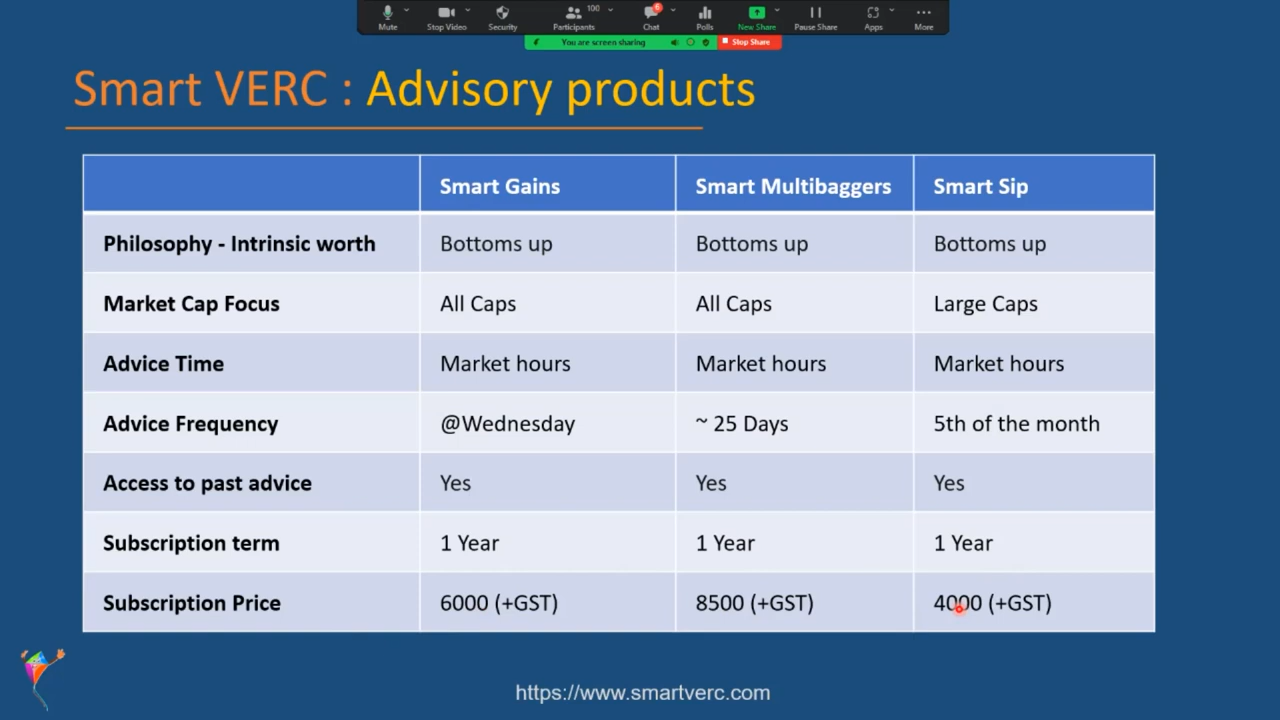 Mute Stop Video Security Participants 100 Chat 6 Polls New Share Pause Share Apps More
You are screen sharing Stop Share
Smart VERC : Advisory products
Smart Gains Smart Multibaggers Smart Sip
Philosophy - Intrinsic worth Bottoms up Bottoms up Bottoms up
Market Cap Focus All Caps All Caps Large Caps
Advice Time Market hours Market hours Market hours
Advice Frequency @Wednesday ~ 25 Days 5th of the month
Access to past advice Yes Yes Yes
Subscription term 1 Year 1 Year 1 Year
Subscription Price 6000 (+GST) 8500 (+GST) 4000 (+GST)
https://www.smartverc.com